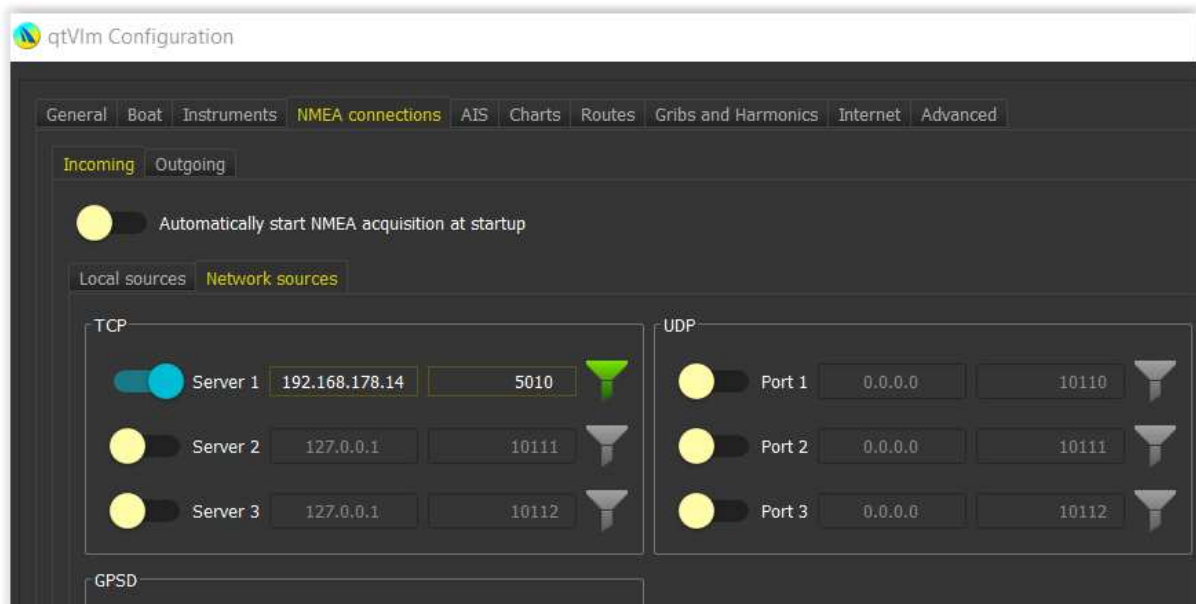 qtVlm Configuration
General Boat Instruments NMEA connections AIS Charts Routes Gribs and Harmonics Internet Advanced
Incoming Outgoing
Automatically start NMEA acquisition at startup
Local sources Network sources
TCP
Server 1 192.168.178.14 5010
Server 2 127.0.0.1 10111
Server 3 127.0.0.1 10112
UDP
Port 1 0.0.0.0 10110
Port 2 0.0.0.0 10111
Port 3 0.0.0.0 10112
GPSD